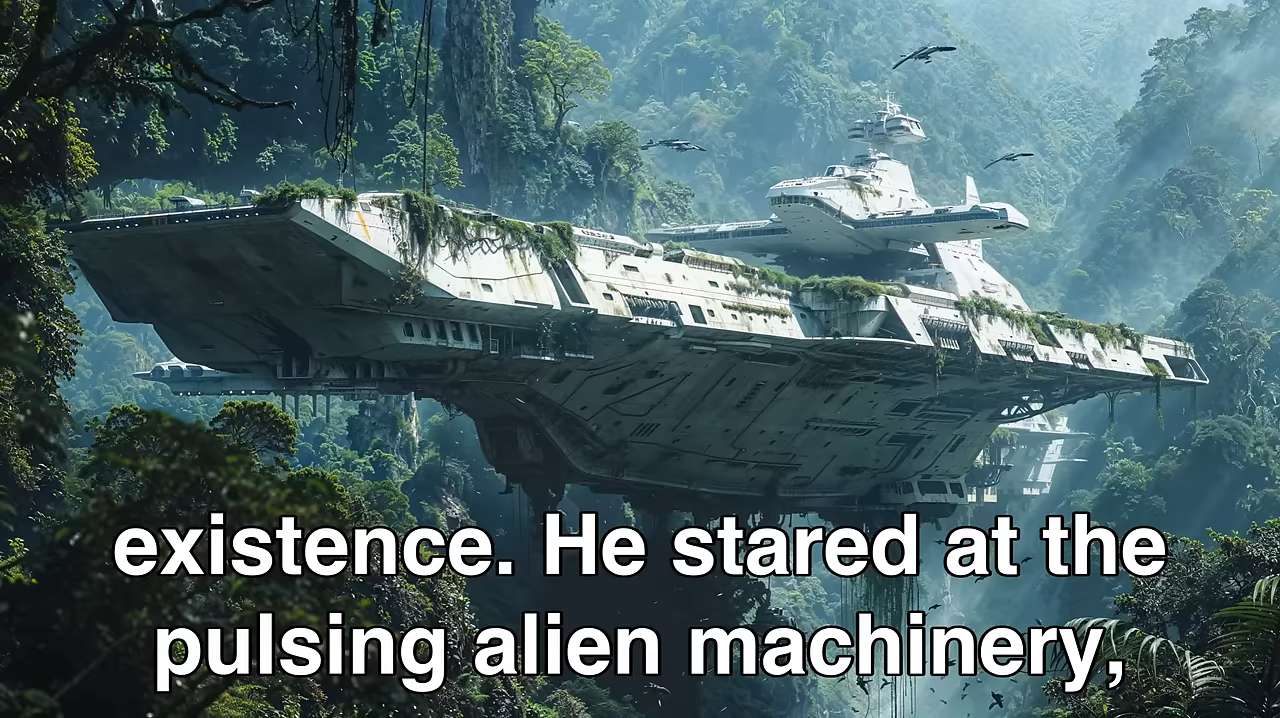 existence. He stared at the
pulsing alien machinery,